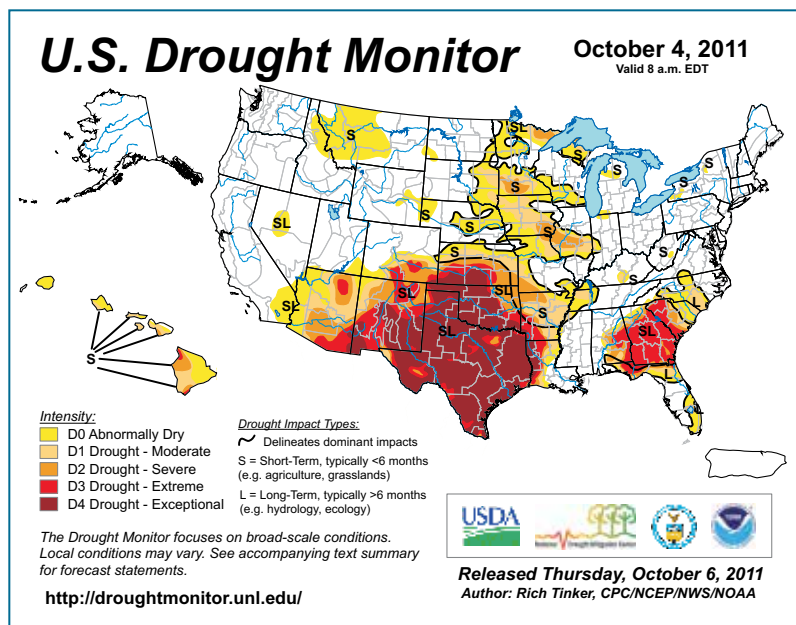 U.S. Drought Monitor
October 4, 2011
Valid 8 a.m. EDT
SL
S
S
S
S
S
S
SL
S
S
S
S
S
S
SL
SL
SL
S
S
L
SL
SL
L
S
Intensity:
D0 Abnormally Dry
D1 Drought - Moderate
D2 Drought - Severe
D3 Drought - Extreme
D4 Drought - Exceptional
Drought Impact Types:
Delineates dominant impacts
S = Short-Term, typically <6 months
(e.g. agriculture, grasslands)
L = Long-Term, typically >6 months
(e.g. hydrology, ecology)
The Drought Monitor focuses on broad-scale conditions.
Local conditions may vary. See accompanying text summary
for forecast statements.
http://droughtmonitor.unl.edu/
USDA
National Drought Mitigation Center
Released Thursday, October 6, 2011
Author: Rich Tinker, CPC/NCEP/NWS/NOAA